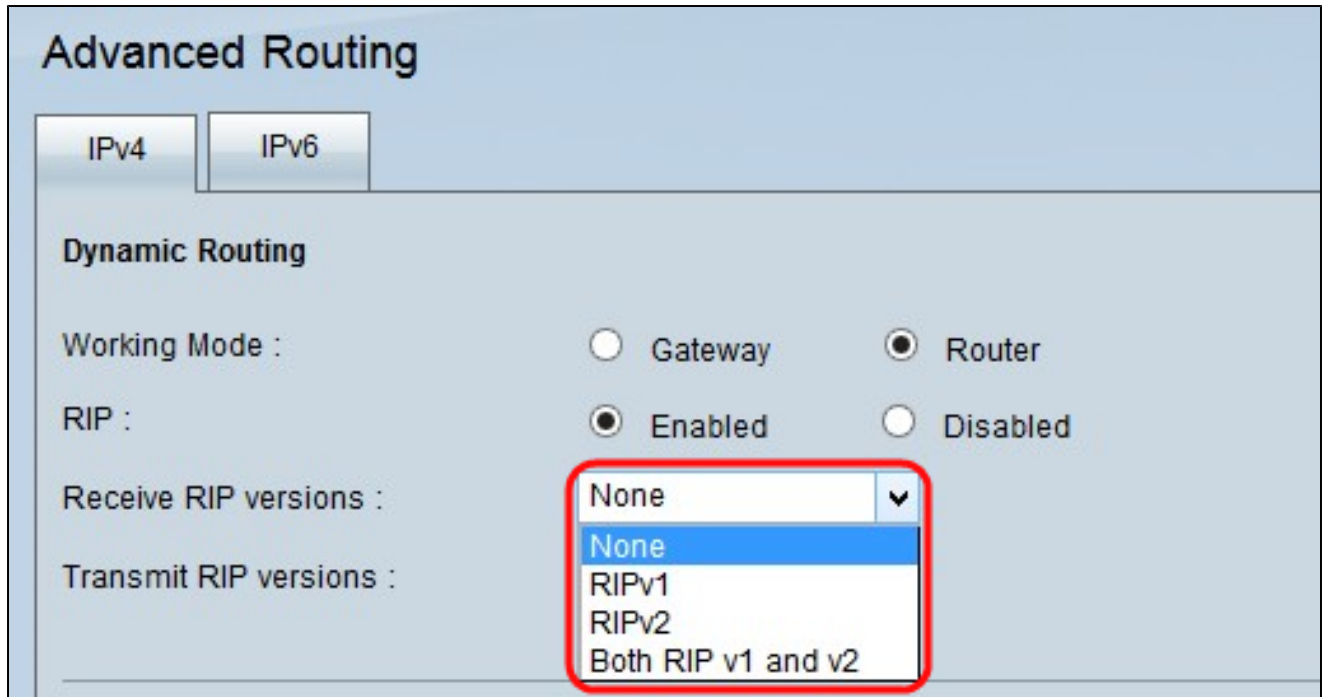 Advanced Routing
IPv4
IPv6
Dynamic Routing
Working Mode :
Gateway
Router
RIP :
Enabled
Disabled
Receive RIP versions :
None
None
RIPv1
RIPv2
Both RIP v1 and v2
Transmit RIP versions :